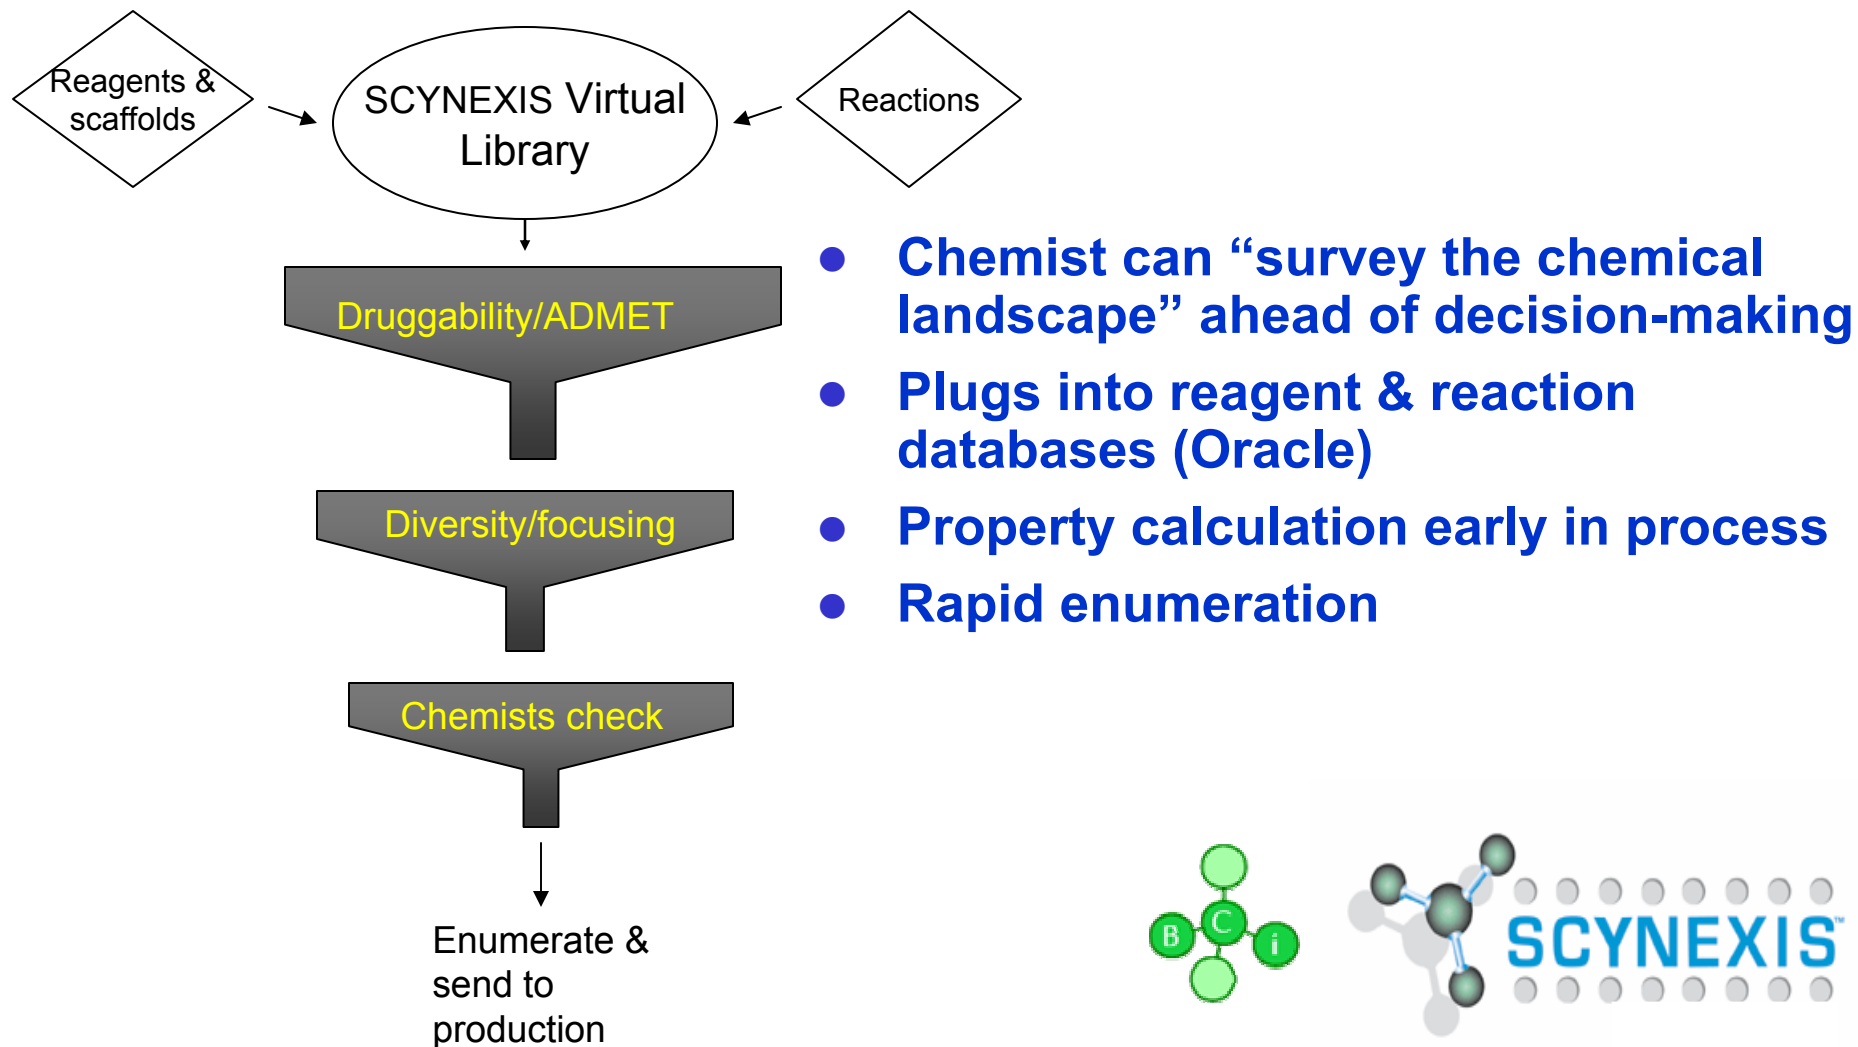 Reagents &
scaffolds
SCYNEXIS Virtual
Library
Reactions
Druggability/ADMET
Diversity/focusing
Chemists check
Enumerate &
send to
production
● Chemist can “survey the chemical
landscape” ahead of decision-making
● Plugs into reagent & reaction
databases (Oracle)
● Property calculation early in process
● Rapid enumeration
B C i
SCYNEXIS™